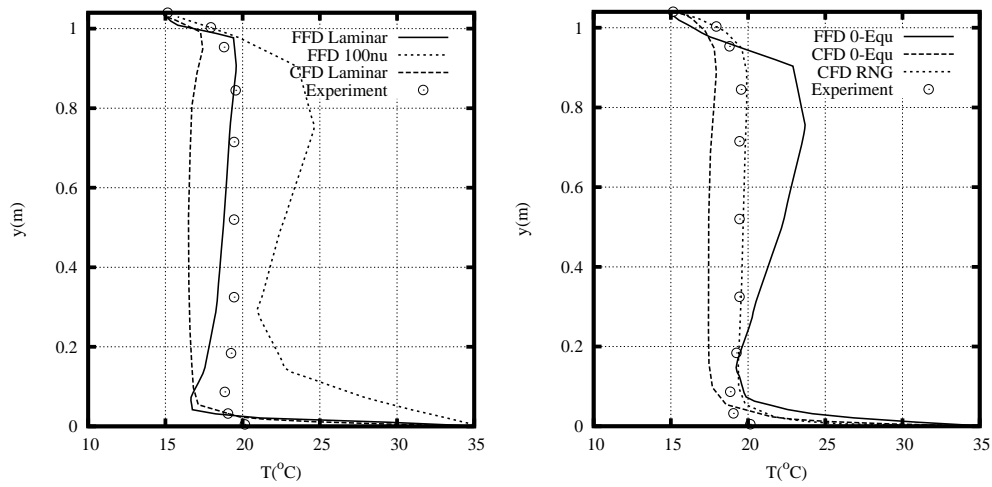 1
0.8
0.6
0.4
0.2
0
y(m)
10 15 20 25 30 35
T(°C)
FFD Laminar
FFD 100nu
CFD Laminar
Experiment
1
0.8
0.6
0.4
0.2
0
y(m)
10 15 20 25 30 35
T(°C)
FFD 0-Equ
CFD 0-Equ
CFD RNG
Experiment